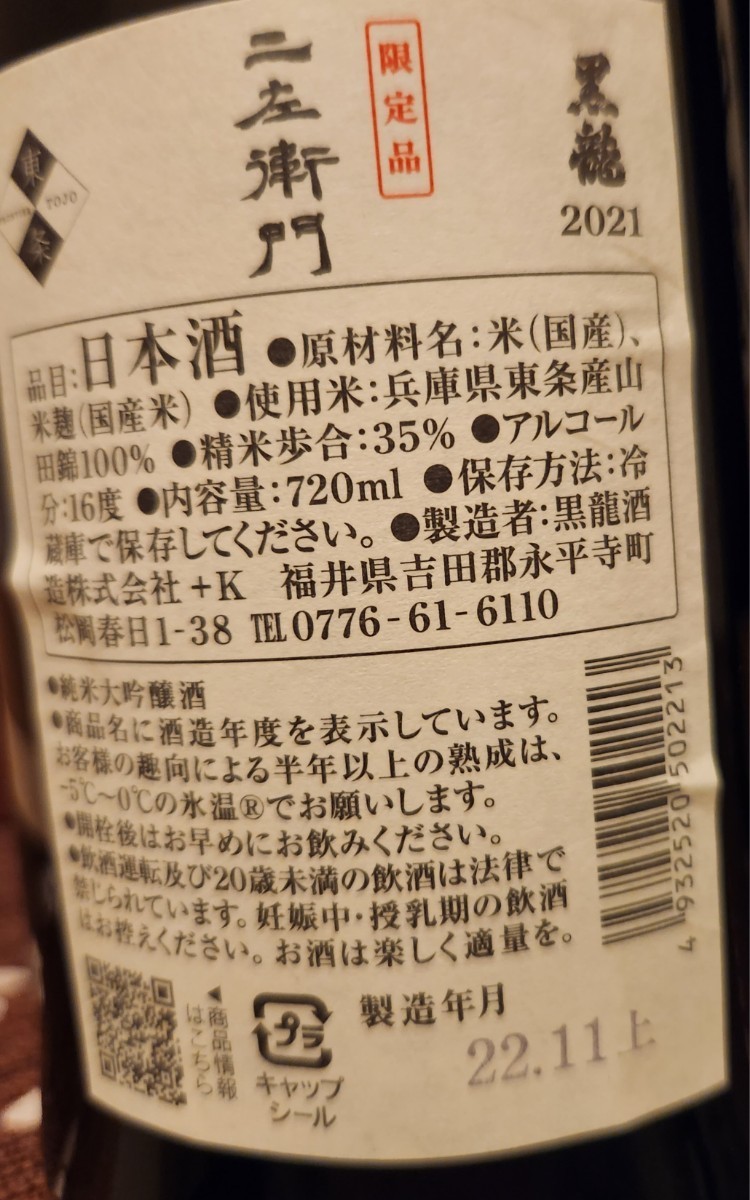 黒龍
2021
限定品
二左衛門
東
TOJO
条
品目:日本酒 ●原材料名:米(国産)、
米麹(国産米) ●使用米:兵庫県東条産山
田錦100% ●精米歩合:35% ●アルコール
分:16度 ●内容量:720ml ●保存方法:冷
蔵庫で保存してください。●製造者:黒龍酒
造株式会社+K 福井県吉田郡永平寺町
松岡春日1-38 TEL0776-61-6110
●純米大吟醸酒
●商品名に酒造年度を表示しています。
お客様の趣向による半年以上の熟成は、
-5℃~0℃の氷温®でお願いします。
●開栓後はお早めにお飲みください。
●飲酒運転及び20歳未満の飲酒は法律で
禁じられています。妊娠中・授乳期の飲酒
はお控えください。お酒は楽しく適量を。
4 932520 502213
◀商品情報
はこちら
プラ
キャップ
シール
製造年月
22.11上